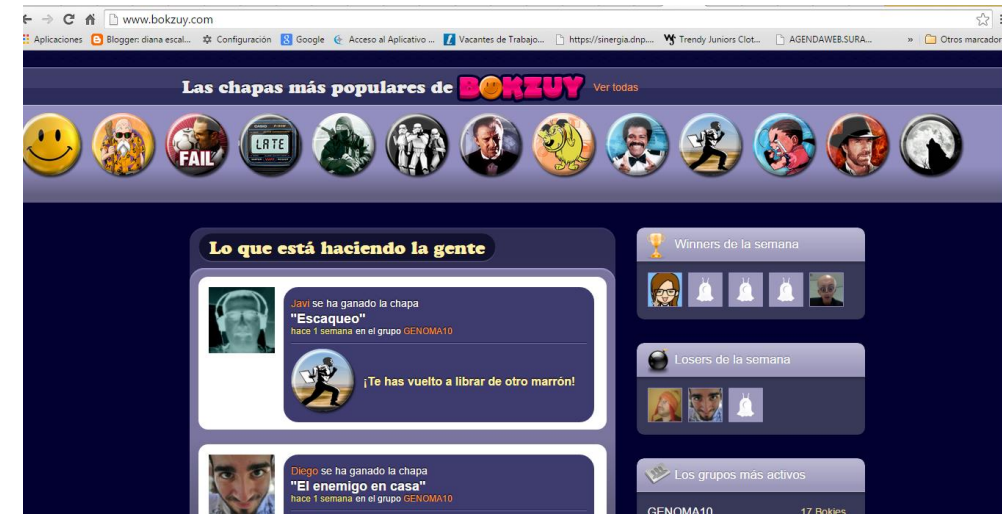 www.bokzuy.com
Aplicaciones Blogger: diana escal... Configuración Google Acceso al Aplicativo ... Vacantes de Trabajo... https://sinergia.dnp.... Trendy Juniors Clot... AGENDAWEB.SURA... » Otros marcador
Las chapas más populares de BOKZUY Ver todas
FAIL
LATE
Lo que está haciendo la gente
Javi se ha ganado la chapa
"Escaqueo"
hace 1 semana en el grupo GENOMA10
¡Te has vuelto a librar de otro marrón!
Diego se ha ganado la chapa
"El enemigo en casa"
hace 1 semana en el grupo GENOMA10
Winners de la semana
Losers de la semana
Los grupos más activos
GENOMA10 17 Bokies